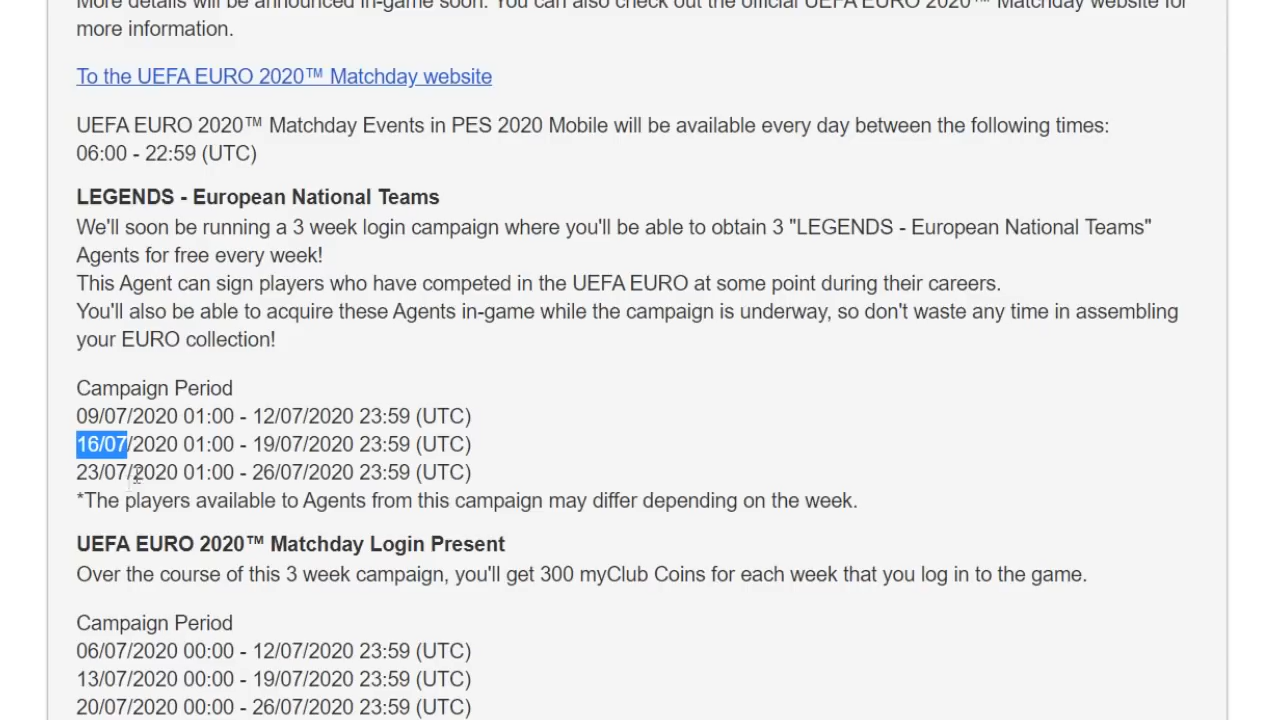 More details will be announced in-game soon. You can also check out the official UEFA EURO 2020™ Matchday website for
more information.
To the UEFA EURO 2020™ Matchday website
UEFA EURO 2020™ Matchday Events in PES 2020 Mobile will be available every day between the following times:
06:00 - 22:59 (UTC)
LEGENDS - European National Teams
We'll soon be running a 3 week login campaign where you'll be able to obtain 3 "LEGENDS - European National Teams"
Agents for free every week!
This Agent can sign players who have competed in the UEFA EURO at some point during their careers.
You'll also be able to acquire these Agents in-game while the campaign is underway, so don't waste any time in assembling
your EURO collection!
Campaign Period
09/07/2020 01:00 - 12/07/2020 23:59 (UTC)
16/07/2020 01:00 - 19/07/2020 23:59 (UTC)
23/07/2020 01:00 - 26/07/2020 23:59 (UTC)
*The players available to Agents from this campaign may differ depending on the week.
UEFA EURO 2020™ Matchday Login Present
Over the course of this 3 week campaign, you'll get 300 myClub Coins for each week that you log in to the game.
Campaign Period
06/07/2020 00:00 - 12/07/2020 23:59 (UTC)
13/07/2020 00:00 - 19/07/2020 23:59 (UTC)
20/07/2020 00:00 - 26/07/2020 23:59 (UTC)